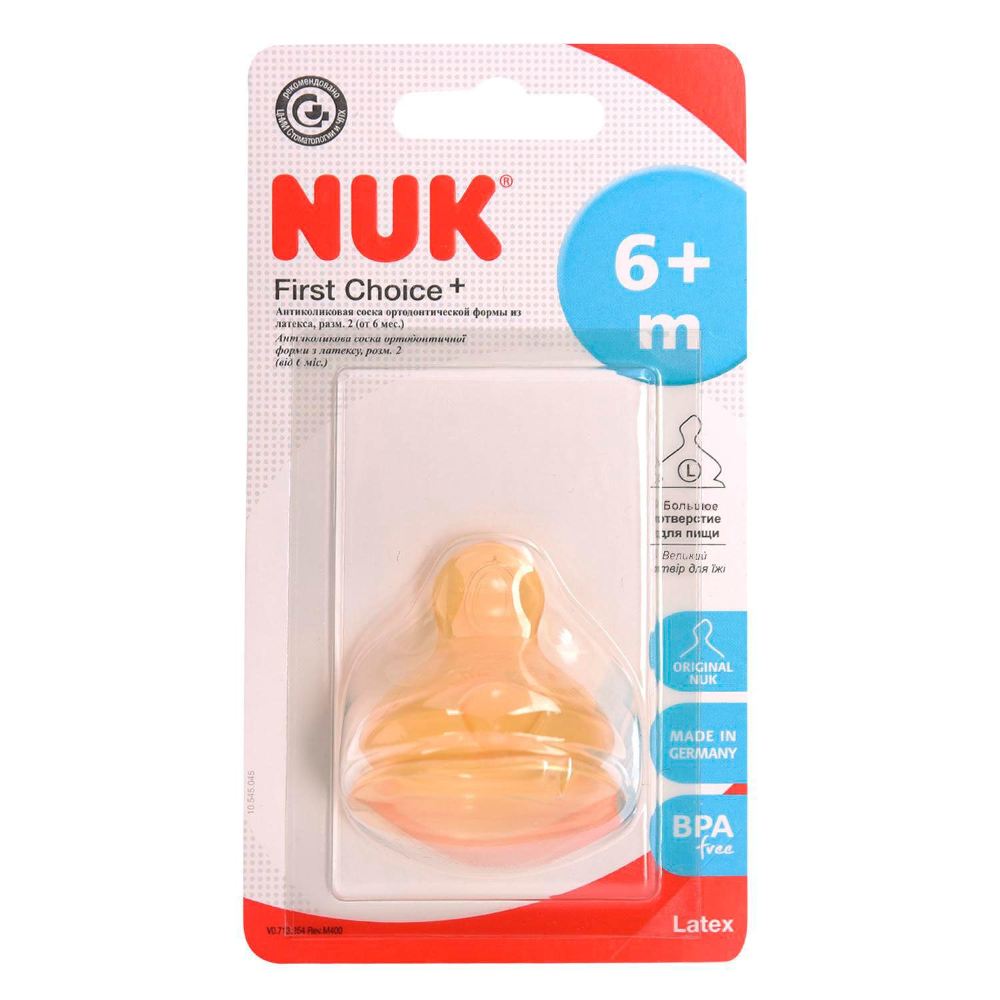 рекомендовано
ЦНИИ Стоматологии и ЧЛХ
NUK®
First Choice +
Антиколиковая соска ортодонтической формы из
латекса, разм. 2 (от 6 мес.)
Антиколикова соска ортодонтичної
форми з латексу, розм. 2
(від 6 міс.)
6+
m
L
Большое
отверстие
для пищи
Великий
отвір для їжі
ORIGINAL
NUK
MADE IN
GERMANY
BPA
free
Latex
10.545.045
V0.713.254 Rev.M400